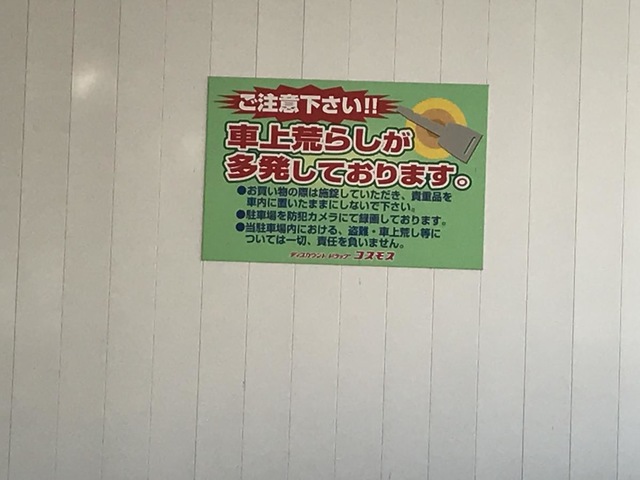 ご注意下さい!!
車上荒らしが
多発しております。
●お買い物の際は施錠していただき、貴重品を
車内に置いたままにしないで下さい。
●駐車場を防犯カメラにて録画しております。
●当駐車場内における、盗難・車上荒し等に
ついては一切、責任を負いません。
ディスカウントドラッグ コスモス